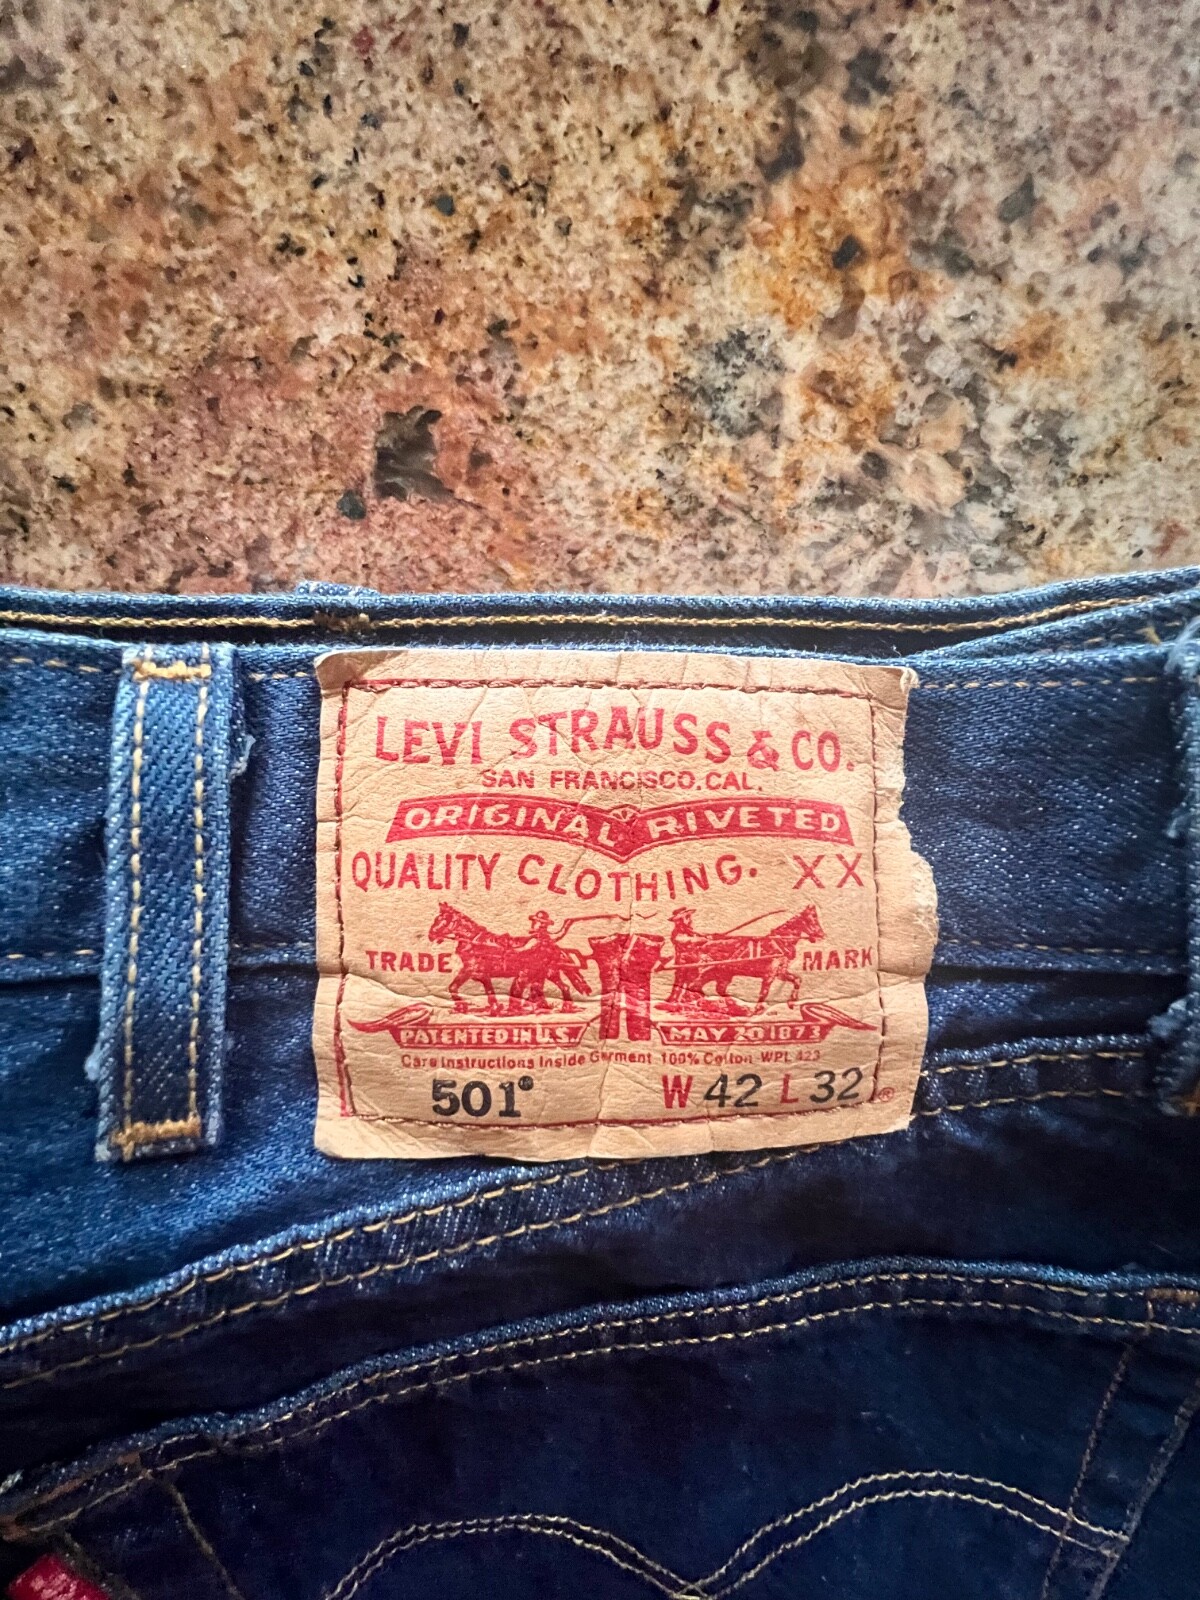 LEVI STRAUSS & CO.
SAN FRANCISCO. CAL.
ORIGINAL RIVETED
QUALITY CLOTHING. XX
TRADE MARK
PATENTED IN U.S. MAY 20 1873
Care Instructions Inside Garment 100% Cotton WPL 423
501® W 42 L 32 ®